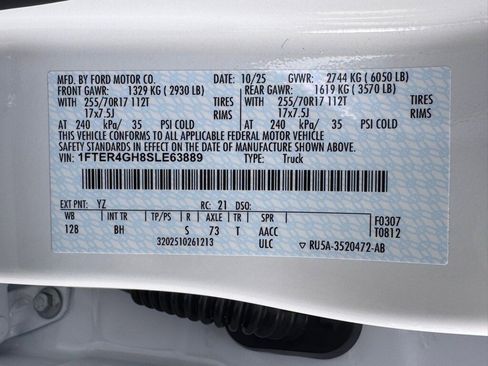 MFD. BY FORD MOTOR CO. 10/25 GVWR: 2744 KG ( 6050 LB)
FRONT GAWR: 1329 KG ( 2930 LB) REAR GAWR: 1619 KG ( 3570 LB)
WITH 255/70R17 112T TIRES WITH 255/70R17 112T TIRES
17x7.5J RIMS 17x7.5J RIMS
AT 240 kPa/ 35 PSI COLD AT 240 kPa/ 35 PSI COLD
THIS VEHICLE CONFORMS TO ALL APPLICABLE FEDERAL MOTOR VEHICLE
SAFETY STANDARDS IN EFFECT ON THE DATE OF MANUFACTURE SHOWN ABOVE.
VIN: 1FTER4GH8SLE63889 TYPE: Truck
EXT PNT: YZ RC: 21 DSO:
WB INT TR TP/PS R AXLE TR SPR F0307
128 BH S 73 T AACC T0812
3202510261213 ULC RU5A-3520472-AB